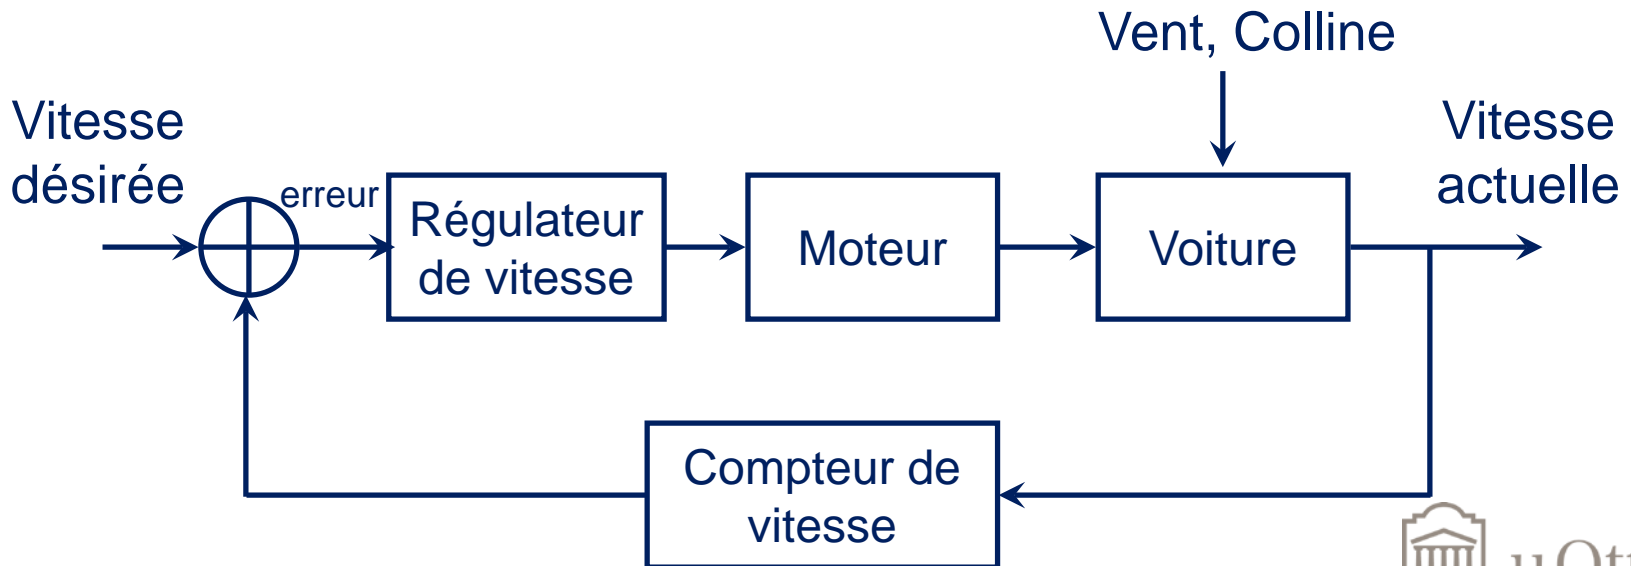 Vent, Colline
Vitesse
désirée
erreur
Régulateur
de vitesse
Moteur
Voiture
Vitesse
actuelle
Compteur de
vitesse